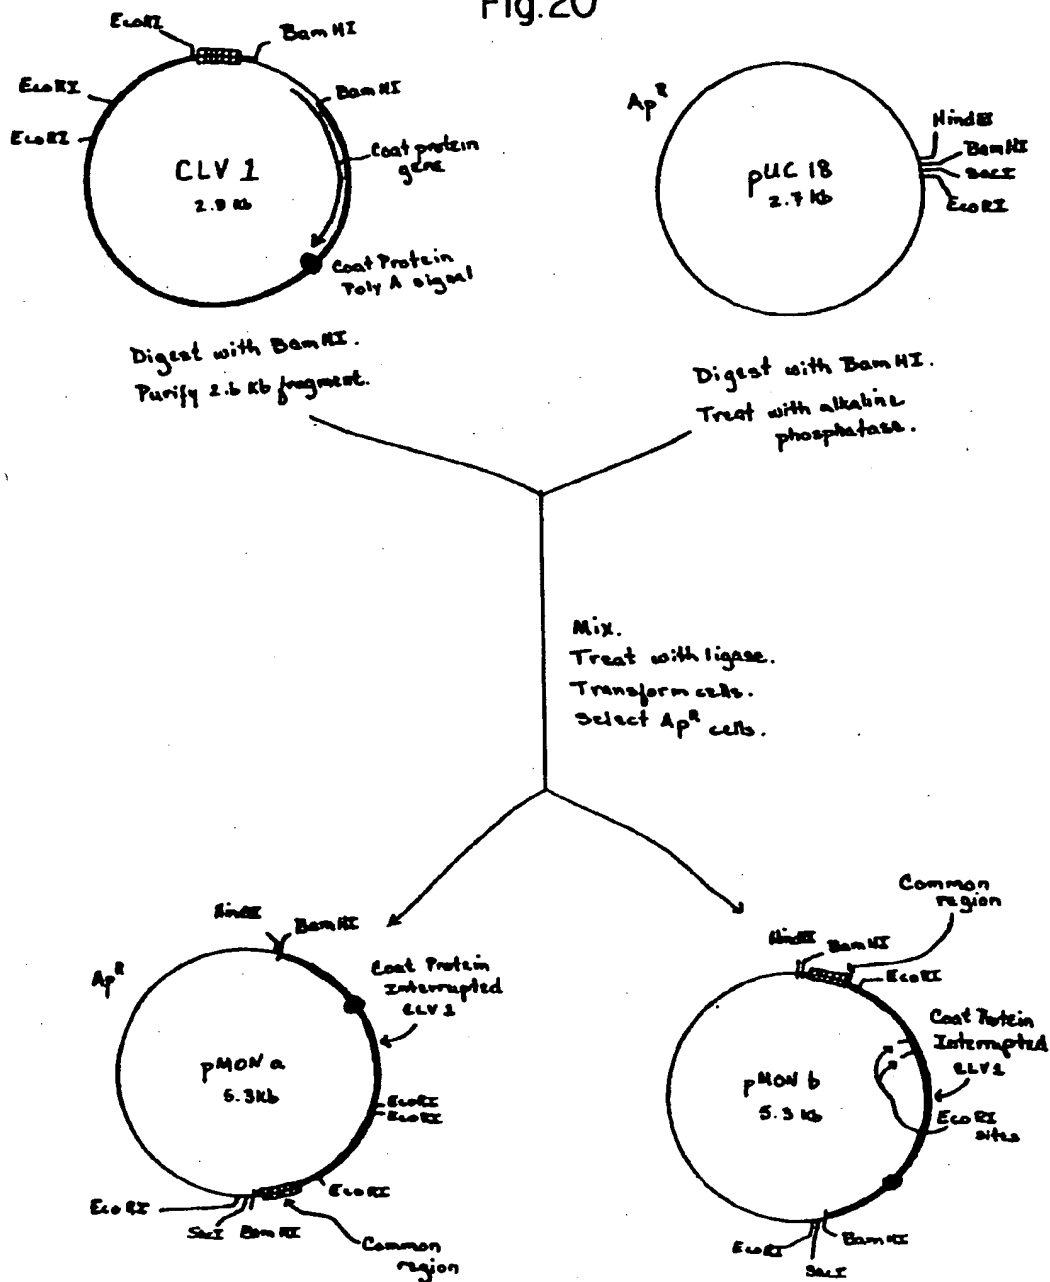 Fig.20
EcoRI
BamHI
EcoRI
BamHI
EcoRI
Coat protein
gene
CLV 1
2.9 Kb
Coat Protein
Poly A signal
Ap^R
HindIII
BamHI
SacI
EcoRI
pUC 18
2.7 Kb
Digest with BamHI.
Purify 2.6 Kb fragment.
Digest with BamHI.
Treat with alkaline
phosphatase.
Mix.
Treat with ligase.
Transform cells.
Select Ap^R cells.
HindIII
BamHI
Ap^R
Coat Protein
Interrupted
CLV 1
pMON a
5.3Kb
EcoRI
EcoRI
EcoRI
EcoRI
SacI
BamHI
Common
region
Common
region
HindIII
BamHI
EcoRI
Coat Protein
Interrupted
CLV 1
pMON b
5.3 Kb
EcoRI
sites
EcoRI
BamHI
SacI